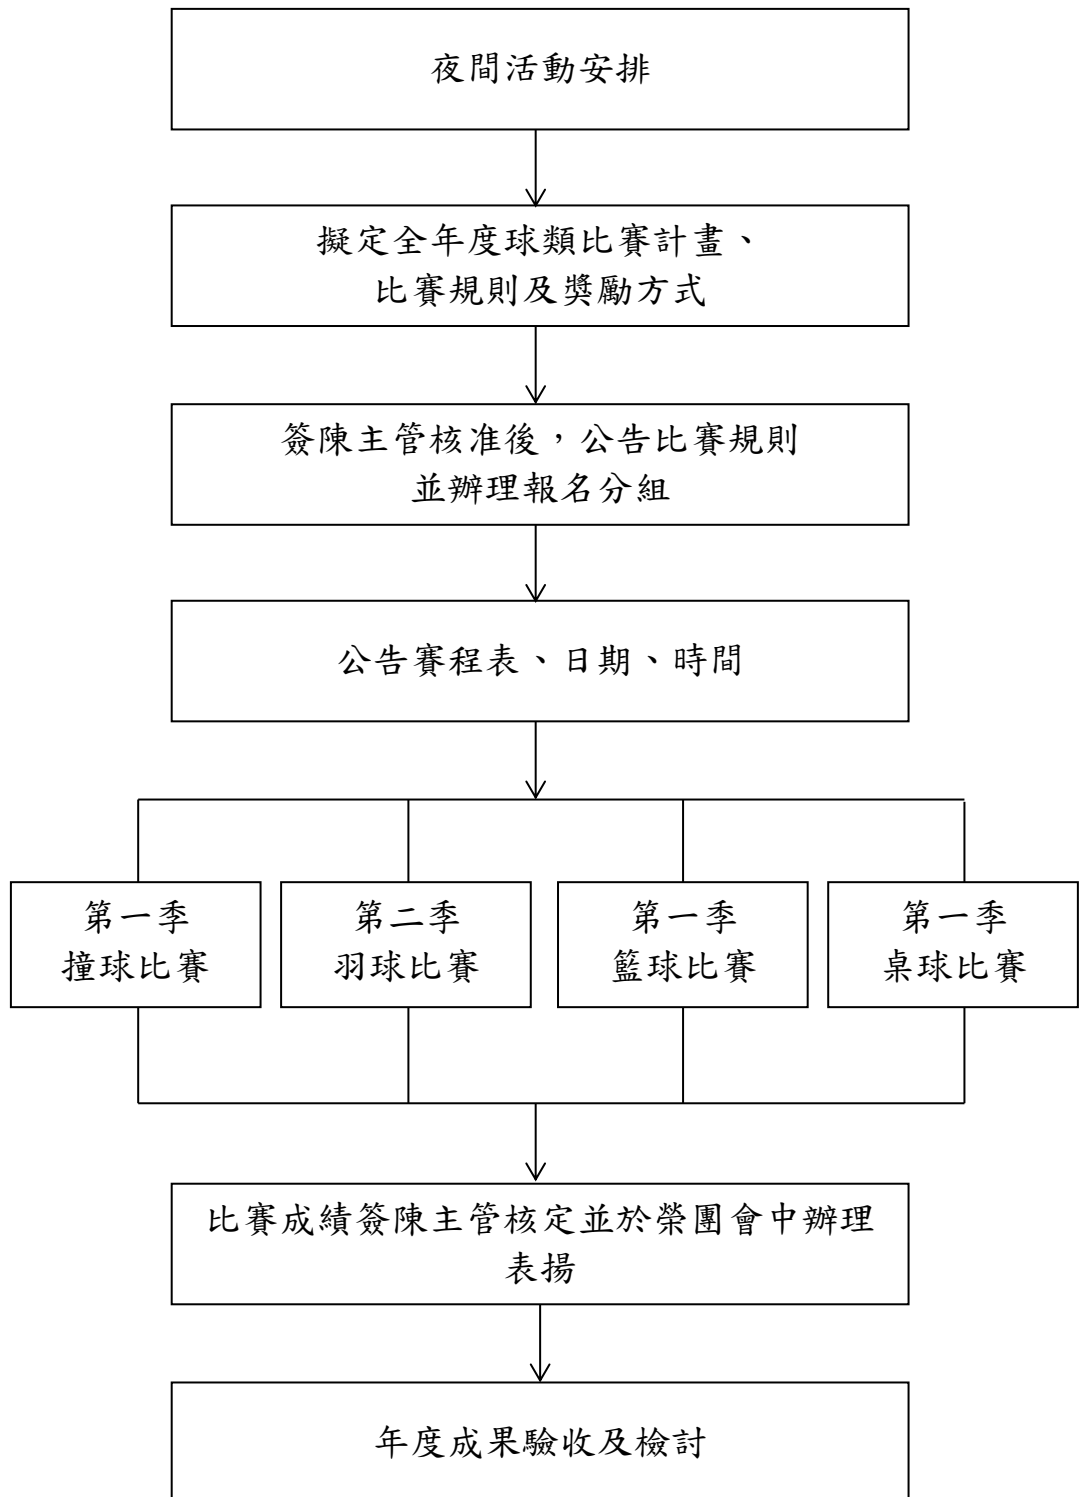 夜間活動安排
擬定全年度球類比賽計畫、
比賽規則及獎勵方式
簽陳主管核准後，公告比賽規則
並辦理報名分組
公告賽程表、日期、時間
第一季
撞球比賽
第二季
羽球比賽
第一季
籃球比賽
第一季
桌球比賽
比賽成績簽陳主管核定並於榮團會中辦理
表揚
年度成果驗收及檢討